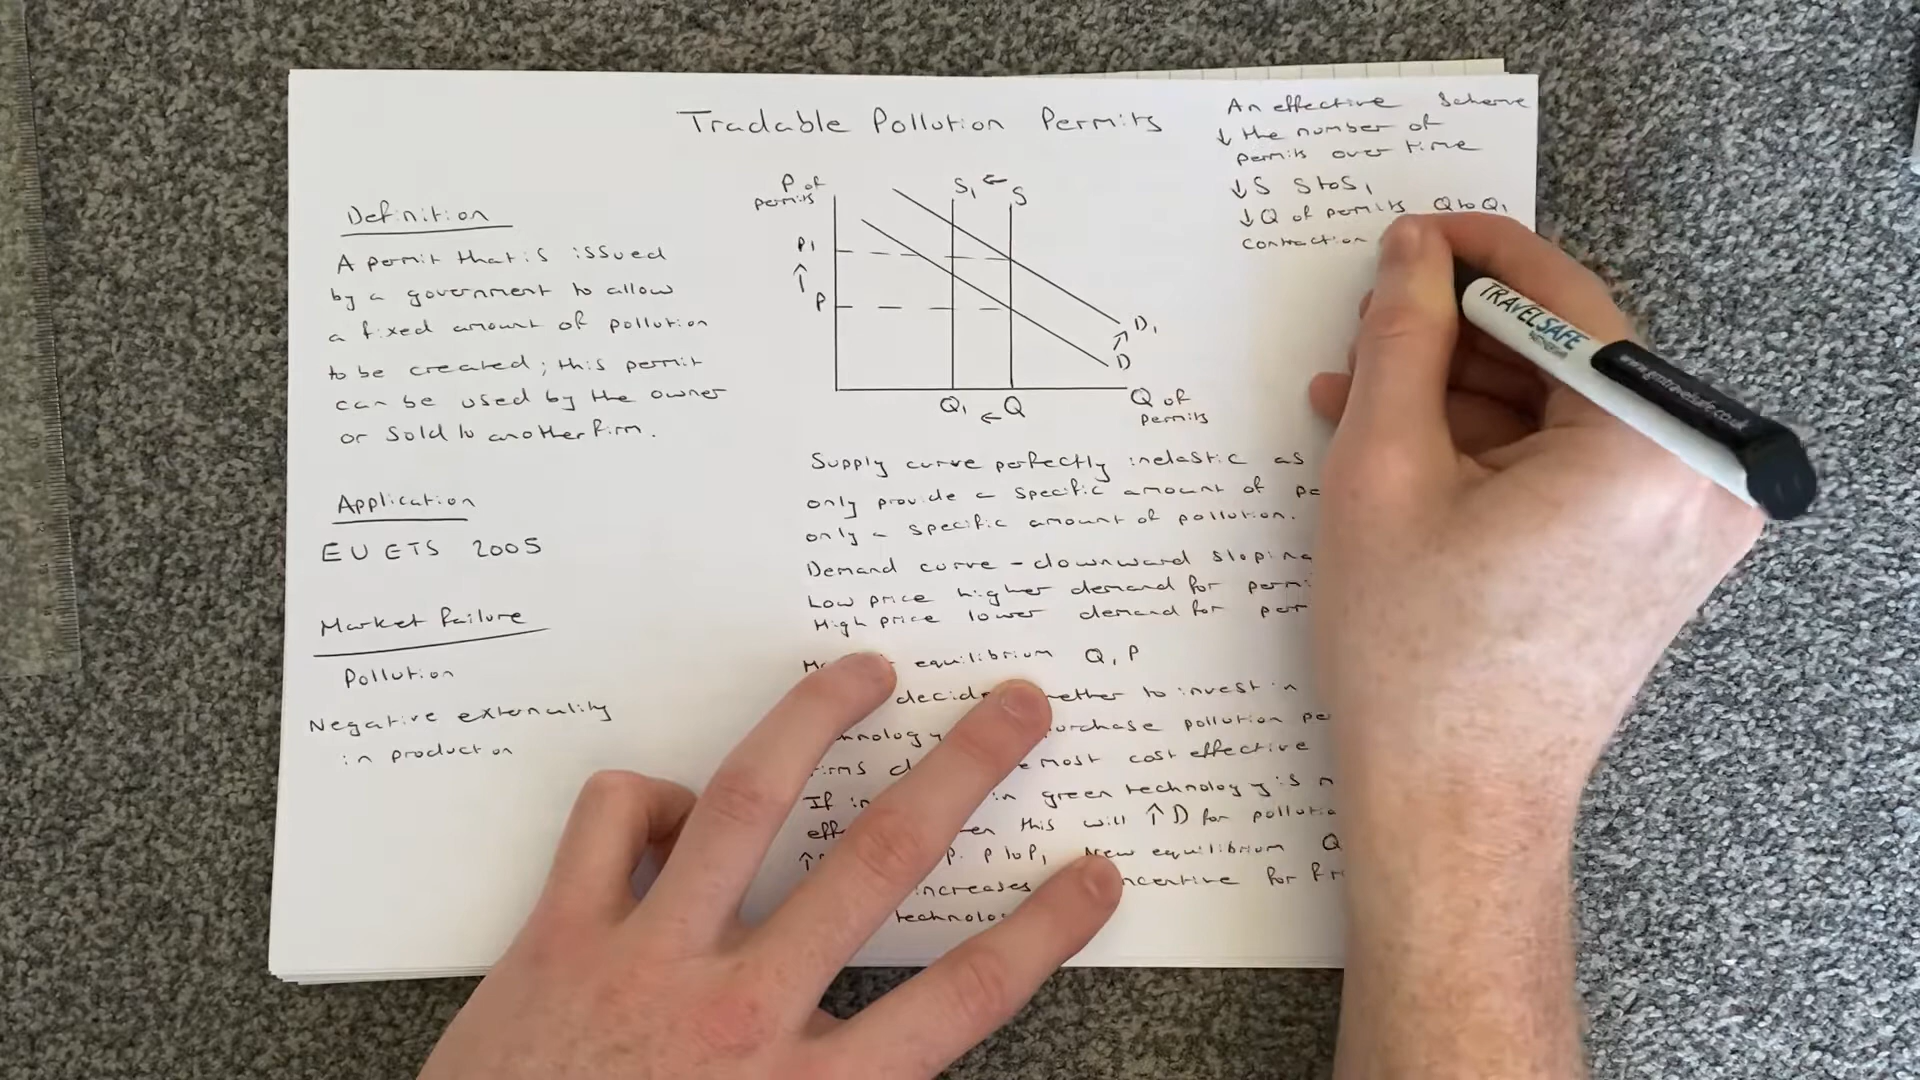 Tradable Pollution Permits
Definition
A permit that is issued
by a government to allow
a fixed amount of pollution
to be created; this permit
can be used by the owner
or sold to another firm.
Application
EU ETS 2005
Market failure
Pollution
Negative externality
in production
P of
permits
S₁ ← S
P₁
↑
P
D₁
↑
D
Q₁ ← Q
Q of
permits
Supply curve perfectly inelastic as
only provide a specific amount of
only a specific amount of pollution.
Demand curve - downward sloping
Low price higher demand for
High price lower demand for
equilibrium Q, P
whether to invest in
purchase pollution
most cost effective
If in green technology is
this will ↑ D for
P to P₁ New equilibrium Q
increases incentive for
An effective scheme
↓ the number of
permits over time
↓ S S to S₁
↓ Q of permits Q to Q₁
contraction
TRAVELSAFE